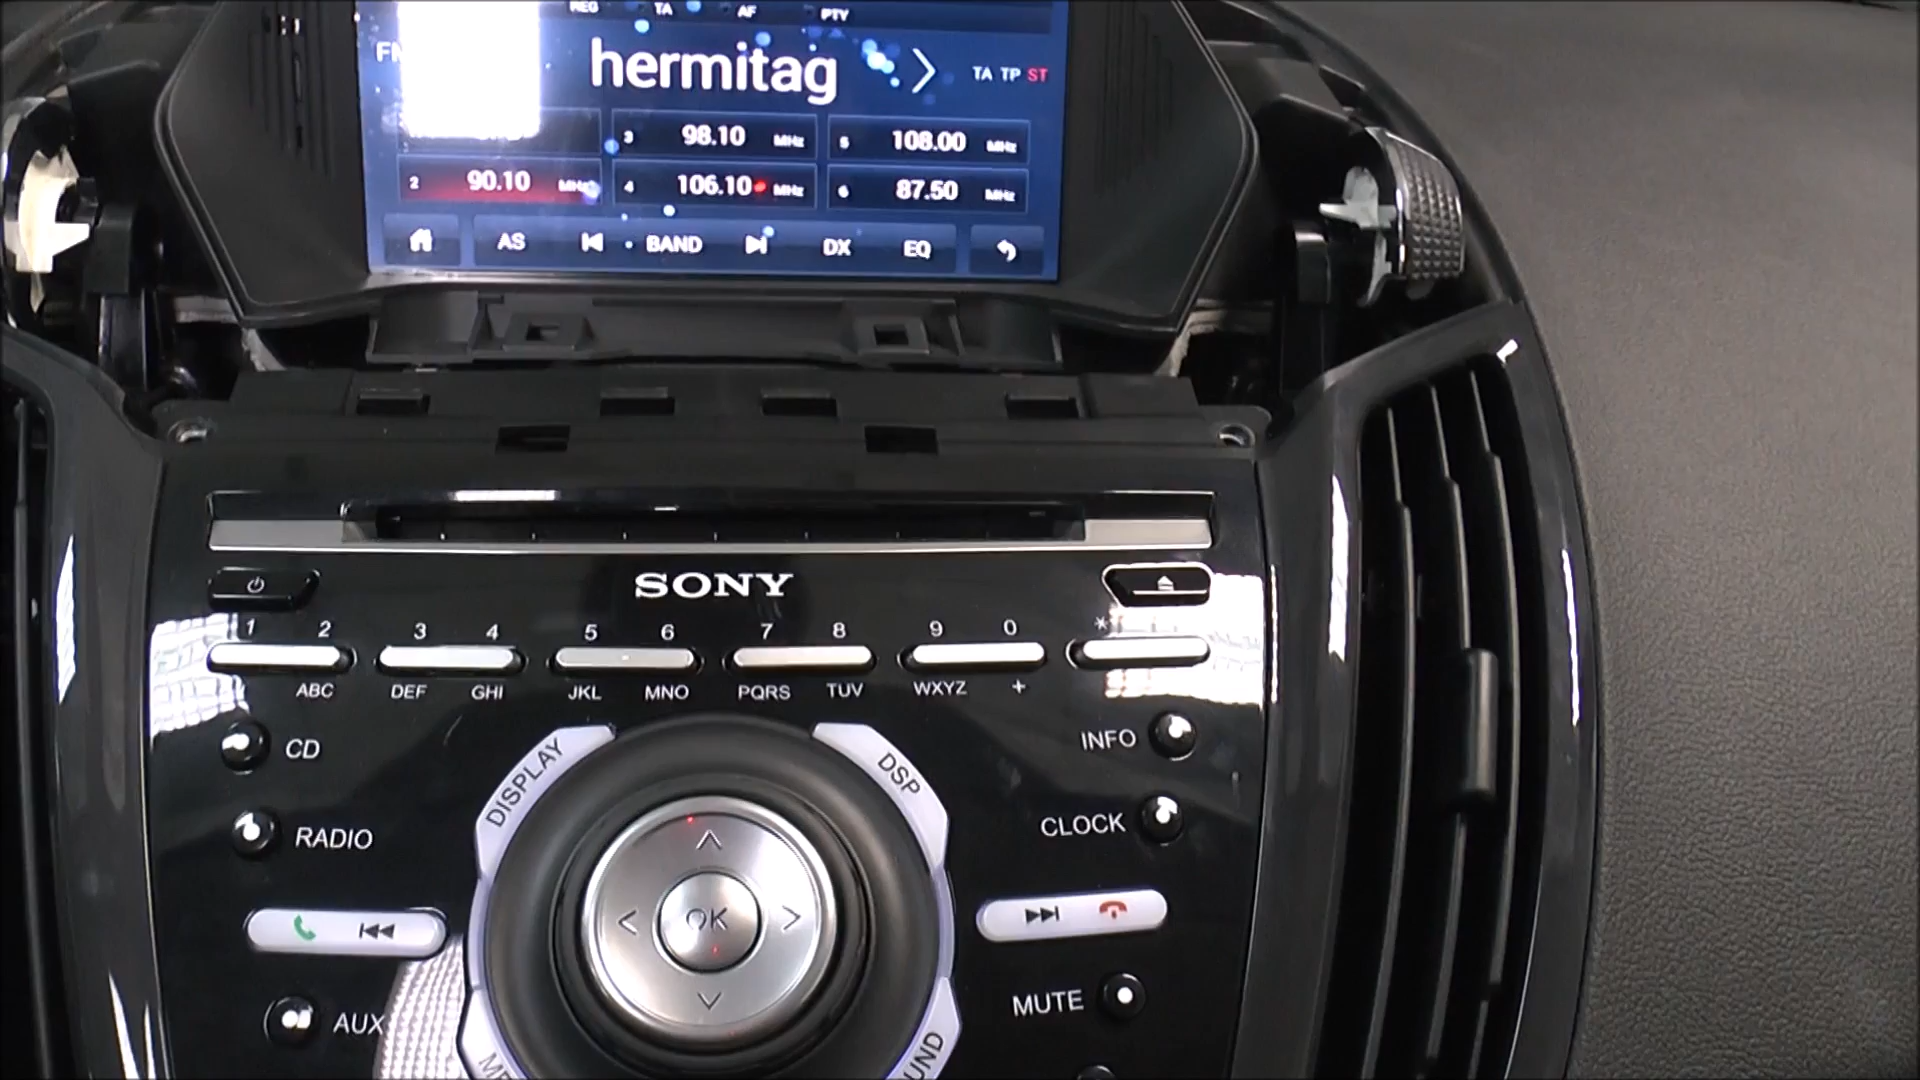 REG TA AF PTY
hermitag
TA TP ST
3 98.10 MHz
5 108.00 MHz
2 90.10 MHz
4 106.10 MHz
6 87.50 MHz
AS BAND DX EQ
SONY
1 2 3 4 5 6 7 8 9 0 *
ABC DEF GHI JKL MNO PQRS TUV WXYZ +
DISPLAY
DSP
CD
INFO
RADIO
CLOCK
OK
AUX
MUTE